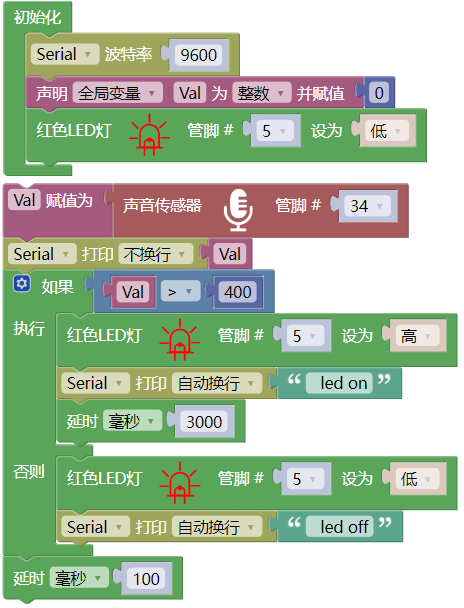 初始化
Serial 波特率 9600
声明 全局变量 Val 为 整数 并赋值 0
红色LED灯 管脚 # 5 设为 低
Val 赋值为 声音传感器 管脚 # 34
Serial 打印 不换行 Val
如果 Val > 400
执行 红色LED灯 管脚 # 5 设为 高
Serial 打印 自动换行 “ led on ”
延时 毫秒 3000
否则 红色LED灯 管脚 # 5 设为 低
Serial 打印 自动换行 “ led off ”
延时 毫秒 100